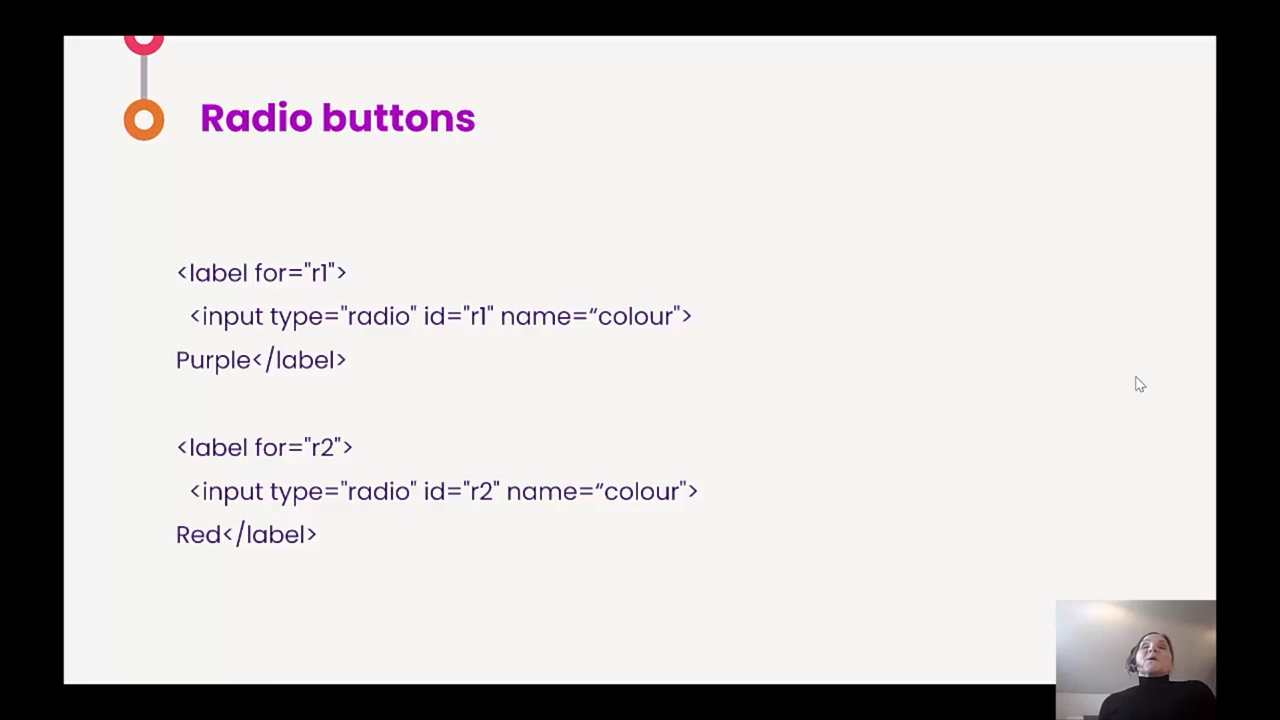 Radio buttons
<label for="r1">
<input type="radio" id="r1" name=“colour">
Purple</label>
<label for="r2">
<input type="radio" id="r2" name=“colour">
Red</label>